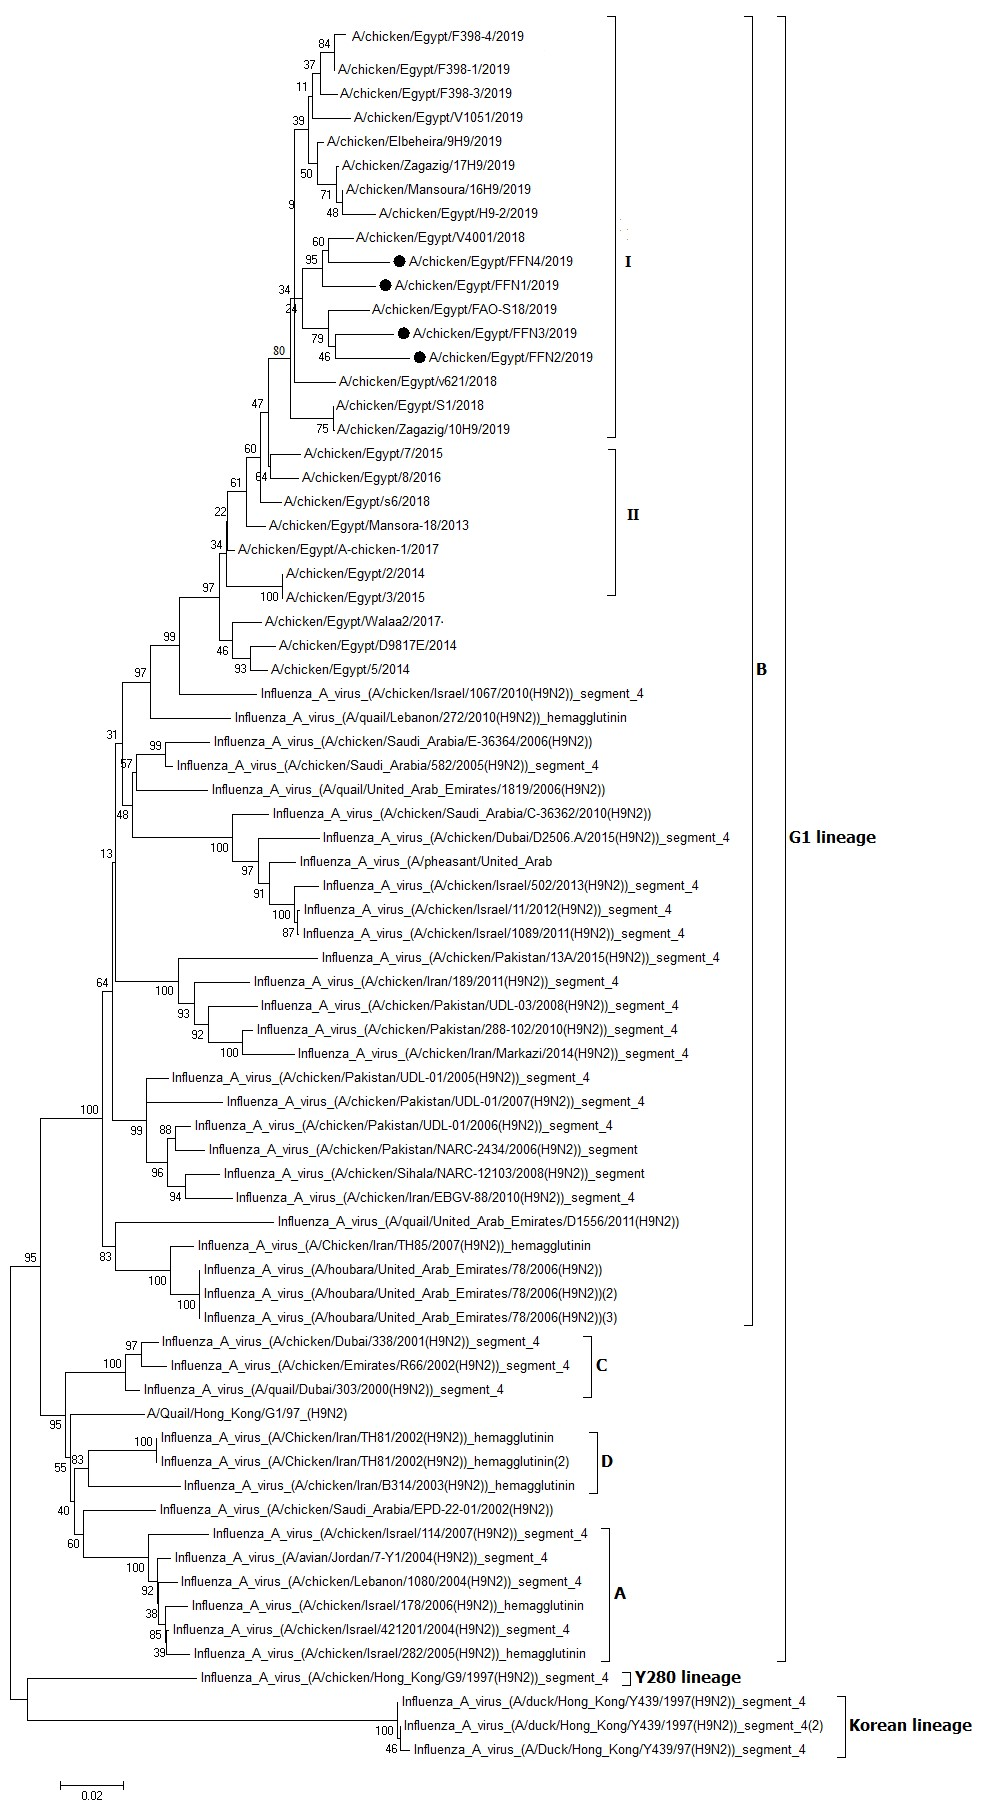 A/chicken/Egypt/F398-4/2019
84
37
A/chicken/Egypt/F398-1/2019
11
A/chicken/Egypt/F398-3/2019
39
A/chicken/Egypt/V1051/2019
A/chicken/Elbeheira/9H9/2019
50
A/chicken/Zagazig/17H9/2019
71
A/chicken/Mansoura/16H9/2019
9
48
A/chicken/Egypt/H9-2/2019
60
A/chicken/Egypt/V4001/2018
95
A/chicken/Egypt/FFN4/2019
I
34
A/chicken/Egypt/FFN1/2019
24
A/chicken/Egypt/FAO-S18/2019
79
A/chicken/Egypt/FFN3/2019
80
46
A/chicken/Egypt/FFN2/2019
A/chicken/Egypt/v621/2018
47
A/chicken/Egypt/S1/2018
75
A/chicken/Zagazig/10H9/2019
60
A/chicken/Egypt/7/2015
61
64
A/chicken/Egypt/8/2016
A/chicken/Egypt/s6/2018
22
II
A/chicken/Egypt/Mansora-18/2013
34
A/chicken/Egypt/A-chicken-1/2017
A/chicken/Egypt/2/2014
97
100
A/chicken/Egypt/3/2015
A/chicken/Egypt/Walaa2/2017
99
46
A/chicken/Egypt/D9817E/2014
97
93
A/chicken/Egypt/5/2014
B
Influenza_A_virus_(A/chicken/Israel/1067/2010(H9N2))_segment_4
Influenza_A_virus_(A/quail/Lebanon/272/2010(H9N2))_hemagglutinin
31
99
Influenza_A_virus_(A/chicken/Saudi_Arabia/E-36364/2006(H9N2))
57
Influenza_A_virus_(A/chicken/Saudi_Arabia/582/2005(H9N2))_segment_4
Influenza_A_virus_(A/quail/United_Arab_Emirates/1819/2006(H9N2))
48
Influenza_A_virus_(A/chicken/Saudi_Arabia/C-36362/2010(H9N2))
100
Influenza_A_virus_(A/chicken/Dubai/D2506.A/2015(H9N2))_segment_4
G1 lineage
13
97
Influenza_A_virus_(A/pheasant/United_Arab
91
Influenza_A_virus_(A/chicken/Israel/502/2013(H9N2))_segment_4
100
Influenza_A_virus_(A/chicken/Israel/11/2012(H9N2))_segment_4
87
Influenza_A_virus_(A/chicken/Israel/1089/2011(H9N2))_segment_4
Influenza_A_virus_(A/chicken/Pakistan/13A/2015(H9N2))_segment_4
64
100
Influenza_A_virus_(A/chicken/Iran/189/2011(H9N2))_segment_4
93
Influenza_A_virus_(A/chicken/Pakistan/UDL-03/2008(H9N2))_segment_4
92
Influenza_A_virus_(A/chicken/Pakistan/288-102/2010(H9N2))_segment_4
100
Influenza_A_virus_(A/chicken/Iran/Markazi/2014(H9N2))_segment_4
Influenza_A_virus_(A/chicken/Pakistan/UDL-01/2005(H9N2))_segment_4
100
Influenza_A_virus_(A/chicken/Pakistan/UDL-01/2007(H9N2))_segment_4
99
88
Influenza_A_virus_(A/chicken/Pakistan/UDL-01/2006(H9N2))_segment_4
Influenza_A_virus_(A/chicken/Pakistan/NARC-2434/2006(H9N2))_segment
96
Influenza_A_virus_(A/chicken/Sihala/NARC-12103/2008(H9N2))_segment
94
Influenza_A_virus_(A/chicken/Iran/EBGV-88/2010(H9N2))_segment_4
Influenza_A_virus_(A/quail/United_Arab_Emirates/D1556/2011(H9N2))
95
83
Influenza_A_virus_(A/Chicken/Iran/TH85/2007(H9N2))_hemagglutinin
100
Influenza_A_virus_(A/houbara/United_Arab_Emirates/78/2006(H9N2))
100
Influenza_A_virus_(A/houbara/United_Arab_Emirates/78/2006(H9N2))(2)
Influenza_A_virus_(A/houbara/United_Arab_Emirates/78/2006(H9N2))(3)
97
Influenza_A_virus_(A/chicken/Dubai/338/2001(H9N2))_segment_4
100
Influenza_A_virus_(A/chicken/Emirates/R66/2002(H9N2))_segment_4
C
Influenza_A_virus_(A/quail/Dubai/303/2000(H9N2))_segment_4
95
A/Quail/Hong_Kong/G1/97_(H9N2)
100
Influenza_A_virus_(A/Chicken/Iran/TH81/2002(H9N2))_hemagglutinin
55
83
Influenza_A_virus_(A/Chicken/Iran/TH81/2002(H9N2))_hemagglutinin(2)
D
Influenza_A_virus_(A/chicken/Iran/B314/2003(H9N2))_hemagglutinin
40
Influenza_A_virus_(A/chicken/Saudi_Arabia/EPD-22-01/2002(H9N2))
60
Influenza_A_virus_(A/chicken/Israel/114/2007(H9N2))_segment_4
100
Influenza_A_virus_(A/avian/Jordan/7-Y1/2004(H9N2))_segment_4
92
Influenza_A_virus_(A/chicken/Lebanon/1080/2004(H9N2))_segment_4
A
38
Influenza_A_virus_(A/chicken/Israel/178/2006(H9N2))_hemagglutinin
85
Influenza_A_virus_(A/chicken/Israel/421201/2004(H9N2))_segment_4
39
Influenza_A_virus_(A/chicken/Israel/282/2005(H9N2))_hemagglutinin
Influenza_A_virus_(A/chicken/Hong_Kong/G9/1997(H9N2))_segment_4
Y280 lineage
Influenza_A_virus_(A/duck/Hong_Kong/Y439/1997(H9N2))_segment_4
100
Influenza_A_virus_(A/duck/Hong_Kong/Y439/1997(H9N2))_segment_4(2)
Korean lineage
46
Influenza_A_virus_(A/Duck/Hong_Kong/Y439/97(H9N2))_segment_4
0.02